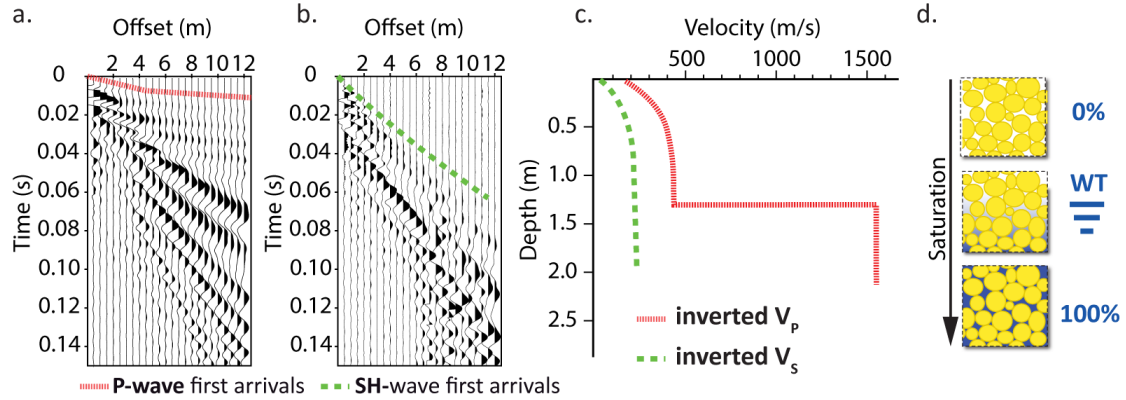 a.
Offset (m)
2 4 6 8 10 12
0
0.02
0.04
0.06
0.08
0.10
0.12
0.14
Time (s)
b.
Offset (m)
2 4 6 8 10 12
0
0.02
0.04
0.06
0.08
0.10
0.12
0.14
Time (s)
P-wave first arrivals
SH-wave first arrivals
c.
Velocity (m/s)
500 1000 1500
0.5
1.0
1.5
2.0
2.5
Depth (m)
inverted VP
inverted VS
d.
Saturation
0%
WT
100%